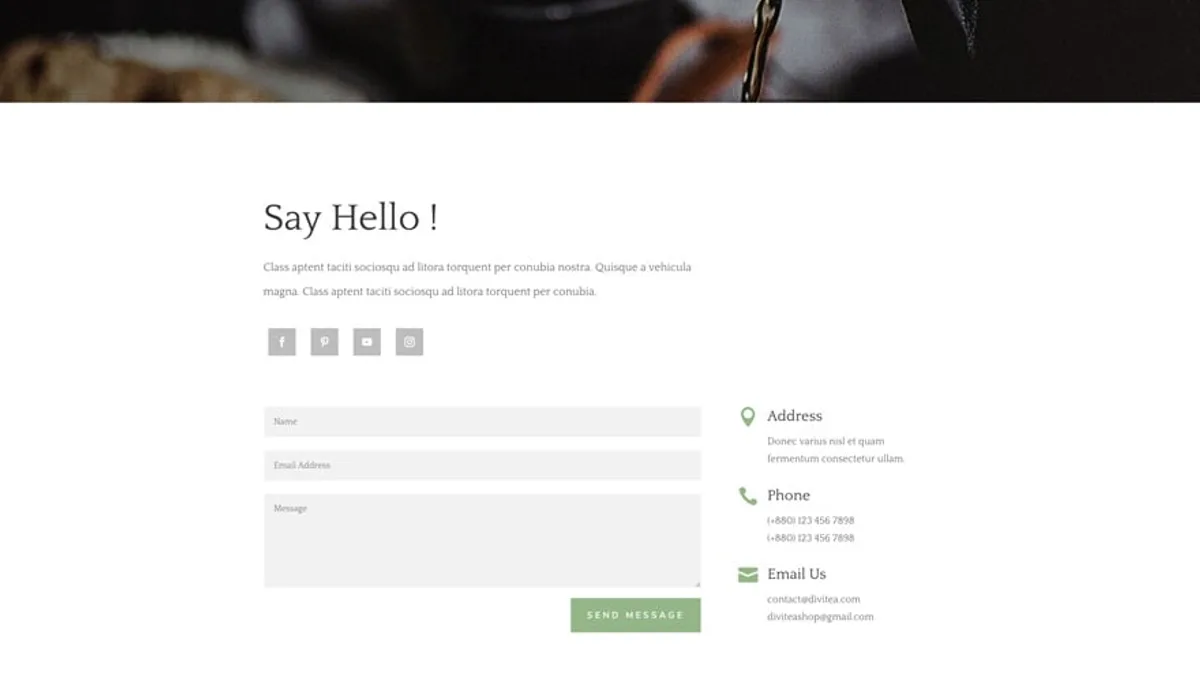 Say Hello !
Class aptent taciti sociosqu ad litora torquent per conubia nostra. Quisque a vehicula
magna. Class aptent taciti sociosqu ad litora torquent per conubia.
Name
Email Address
Message
SEND MESSAGE
Address
Donec varius nisl et quam
fermentum consectetur ullam.
Phone
(+880) 123 456 7898
(+880) 123 456 7898
Email Us
contact@divitea.com
diviteashop@gmail.com